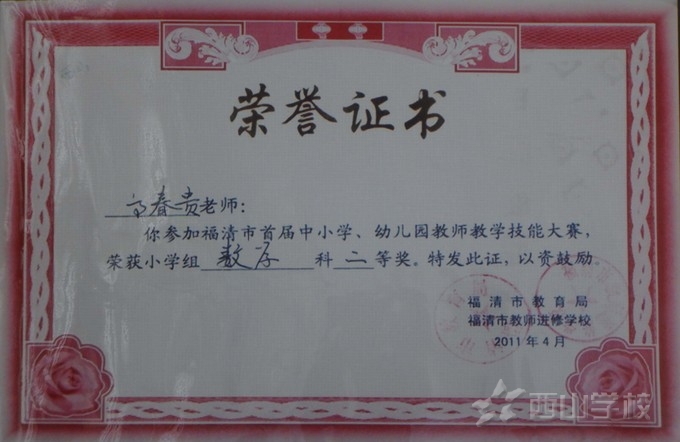 荣誉证书
春贵老师：
你参加福清市首届中小学、幼儿园教师教学技能大赛，
荣获小学组 数学 科 二 等奖。特发此证，以资鼓励
福清市教育局
福清市教师进修学校
2011年4月
西山学校